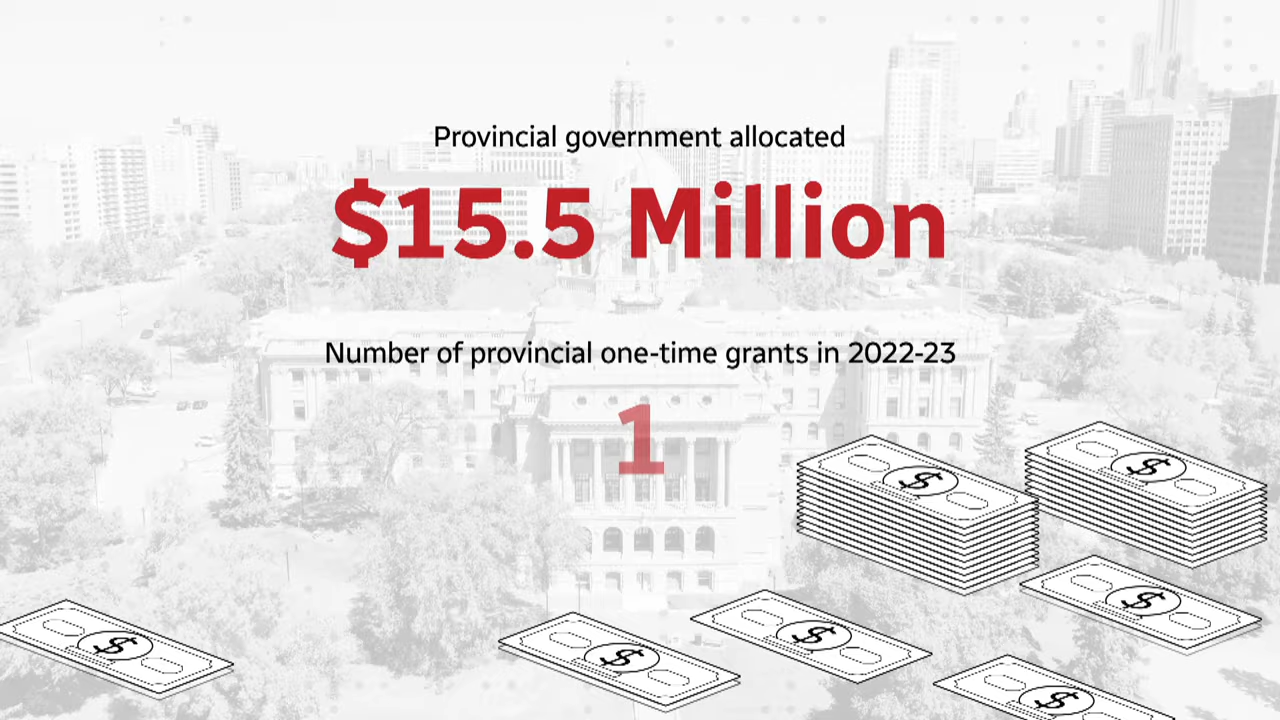 Provincial government allocated
$15.5 Million
Number of provincial one-time grants in 2022-23
1